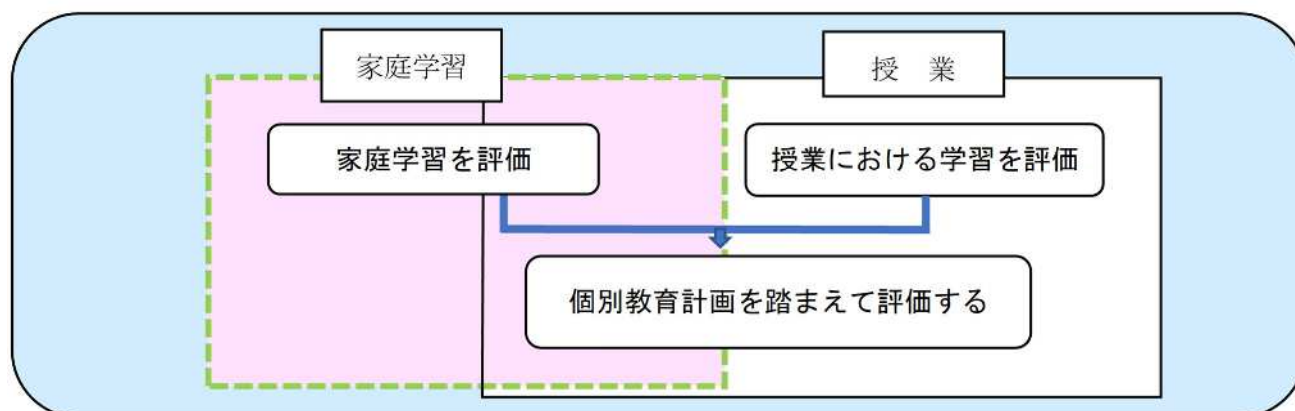 家庭学習
授　業
家庭学習を評価
授業における学習を評価
個別教育計画を踏まえて評価する